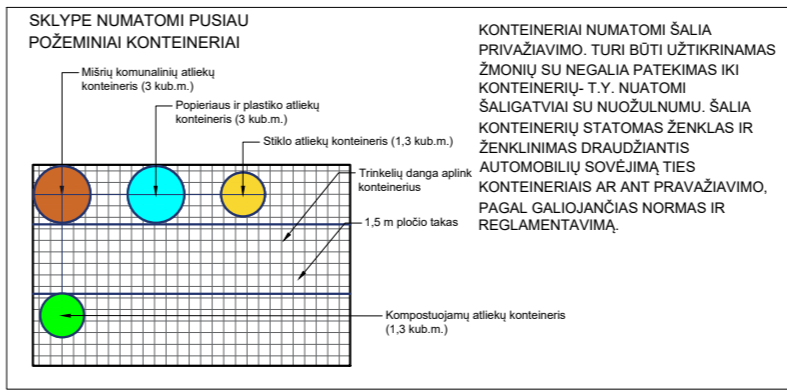 SKLYPE NUMATOMI PUSIAU
POŽEMINIAI KONTEINERIAI
Mišrių komunalinių atliekų
konteineris (3 kub.m.)
Popieriaus ir plastiko atliekų
konteineris (3 kub.m.)
Stiklo atliekų konteineris (1,3 kub.m.)
Trinkelių danga aplink
konteinerius
1,5 m pločio takas
Kompostuojamų atliekų konteineris
(1,3 kub.m.)
KONTEINERIAI NUMATOMI ŠALIA
PRIVAŽIAVIMO. TURI BŪTI UŽTIKRINAMAS
ŽMONIŲ SU NEGALIA PATEKIMAS IKI
KONTEINERIŲ- T.Y. NUATOMI
ŠALIGATVIAI SU NUOŽULNUMU. ŠALIA
KONTEINERIŲ STATOMAS ŽENKLAS IR
ŽENKLINIMAS DRAUDŽIANTIS
AUTOMOBILIŲ SOVĖJIMĄ TIES
KONTEINERIAIS AR ANT PRAVAŽIAVIMO,
PAGAL GALIOJANČIAS NORMAS IR
REGLAMENTAVIMĄ.